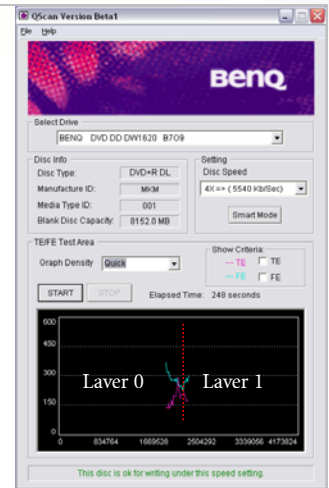 QScan Version Beta1
File Help
BenQ
Select Drive
BENQ DVD DD DW1620 B7O9
Disc Info
Disc Type: DVD+R DL
Manufacture ID: MKM
Media Type ID: 001
Blank Disc Capacity: 8152.0 MB
Setting
Disc Speed
4X => ( 5540 Kb/Sec)
Smart Mode
TE/FE Test Area
Graph Density Quick
Show Criteria:
--- TE TE
--- FE FE
START STOP Elapsed Time: 248 seconds
600
450
300
150
0
Layer 0 Layer 1
0 834764 1669528 2504292 3339056 4173824
This disc is ok for writing under this speed setting.